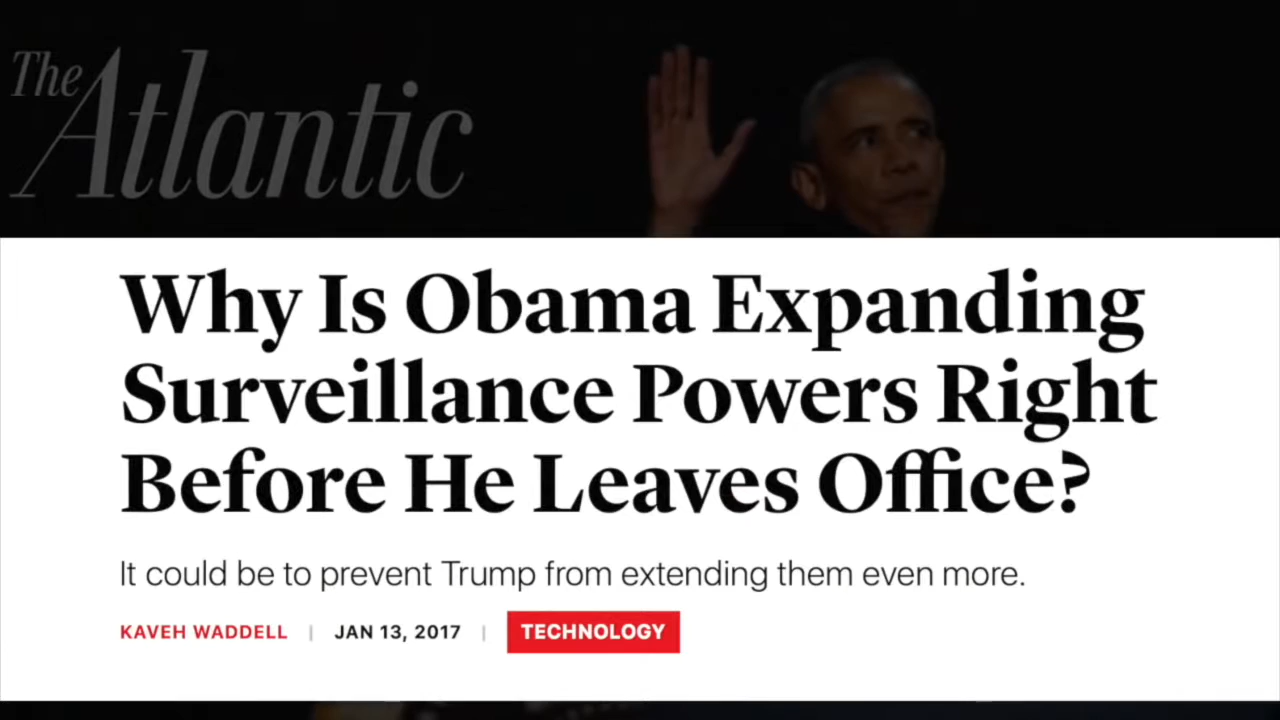 The Atlantic
Why Is Obama Expanding
Surveillance Powers Right
Before He Leaves Office?
It could be to prevent Trump from extending them even more.
KAVEH WADDELL | JAN 13, 2017 | TECHNOLOGY